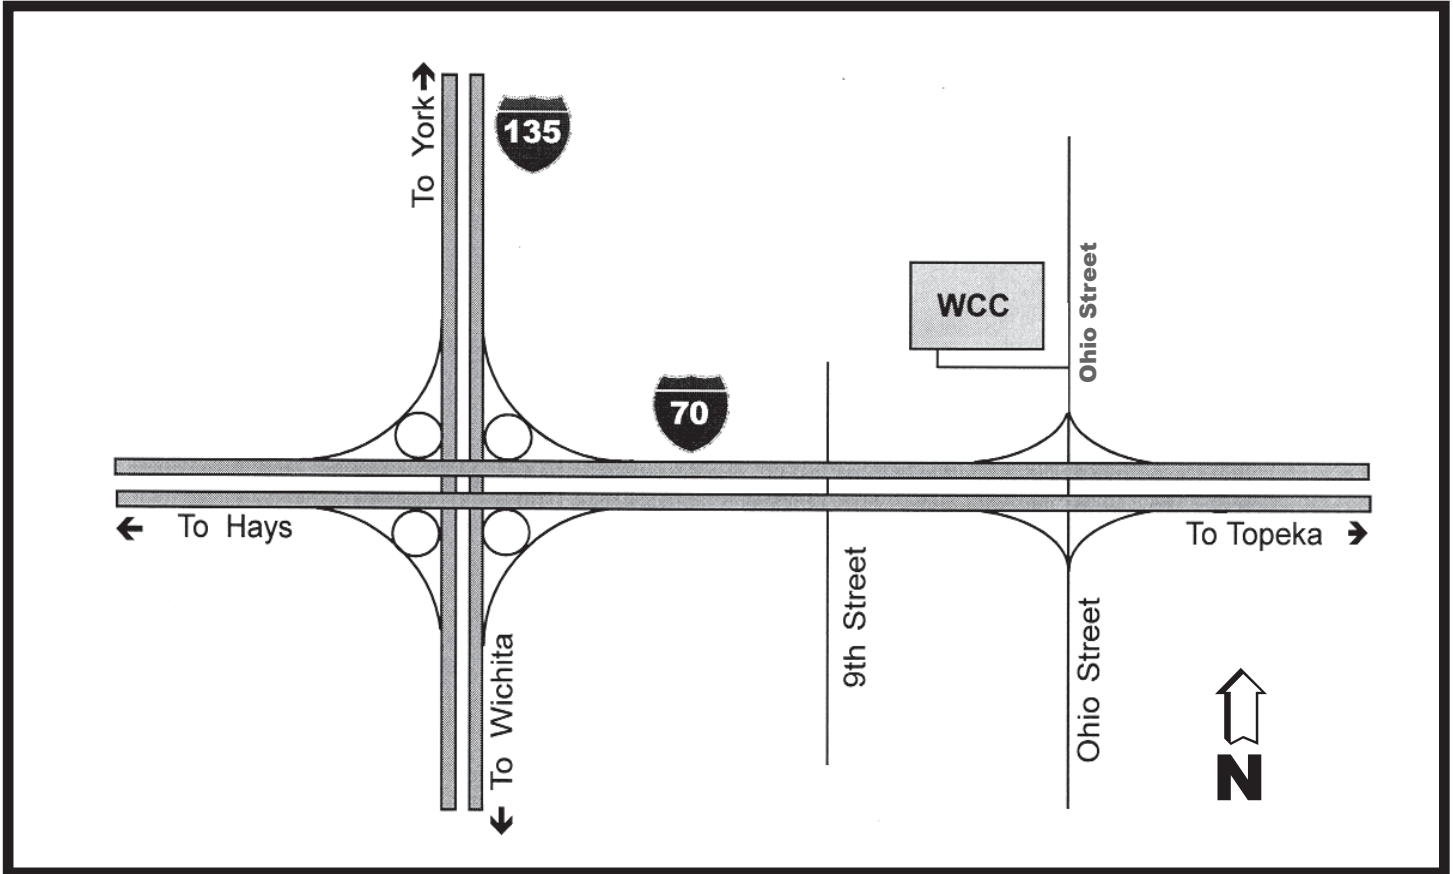 To York
135
Ohio Street
WCC
70
To Hays
To Topeka
9th Street
Ohio Street
To Wichita
N